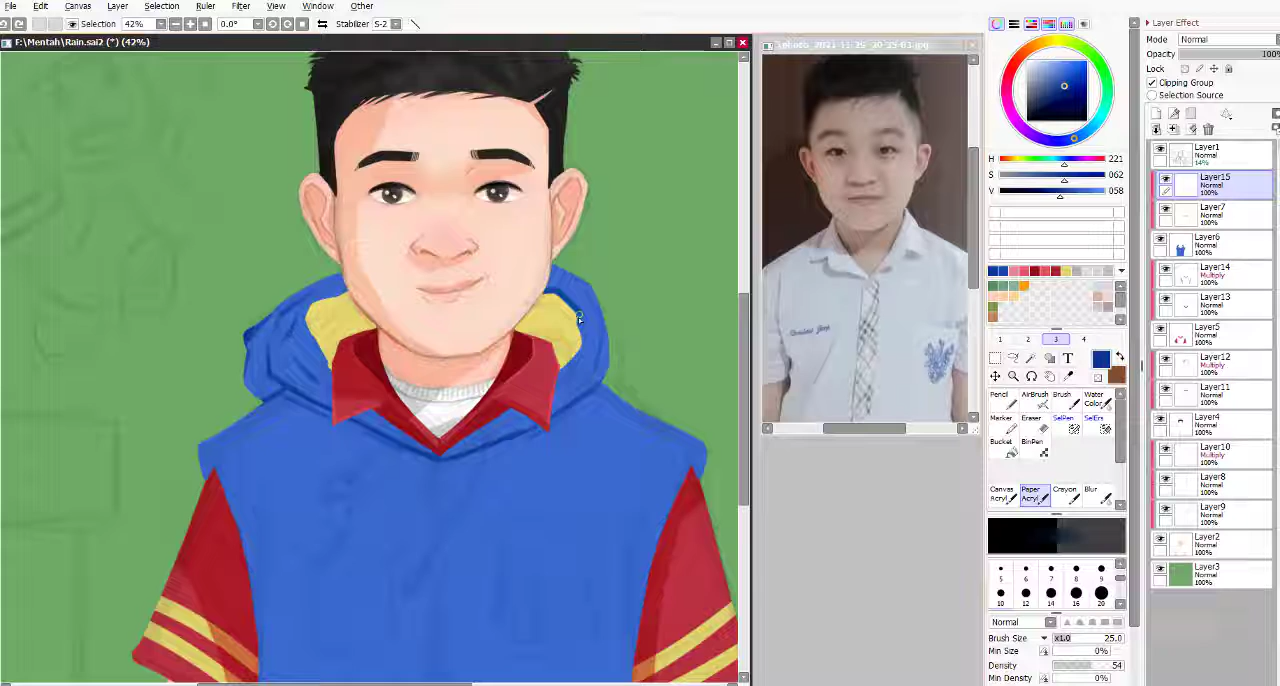 File Edit Canvas Layer Selection Ruler Filter View Window Other
Selection 42% 0.0° Stabilizer S-2
F:\Mentah\Rain.sai2 (*) (42%)
H 221
S 062
V 058
1 2 3 4
T
Pencil AirBrush Brush Water Color
Marker Eraser SelPen SelErs
Bucket BinPen
Canvas Acryl Paper Acryl Crayon Blur
5 6 7 8 9
10 12 14 16 20
Normal
Brush Size x1.0 25.0
Min Size 0%
Density 54
Min Density 0%
Layer Effect
Mode Normal
Opacity 100%
Lock
Clipping Group
Selection Source
Layer1
Normal
14%
Layer15
Normal
100%
Layer7
Normal
100%
Layer6
Normal
100%
Layer14
Multiply
100%
Layer13
Normal
100%
Layer5
Normal
100%
Layer12
Multiply
100%
Layer11
Normal
100%
Layer4
Normal
100%
Layer10
Multiply
100%
Layer8
Normal
100%
Layer9
Normal
100%
Layer2
Normal
100%
Layer3
Normal
100%